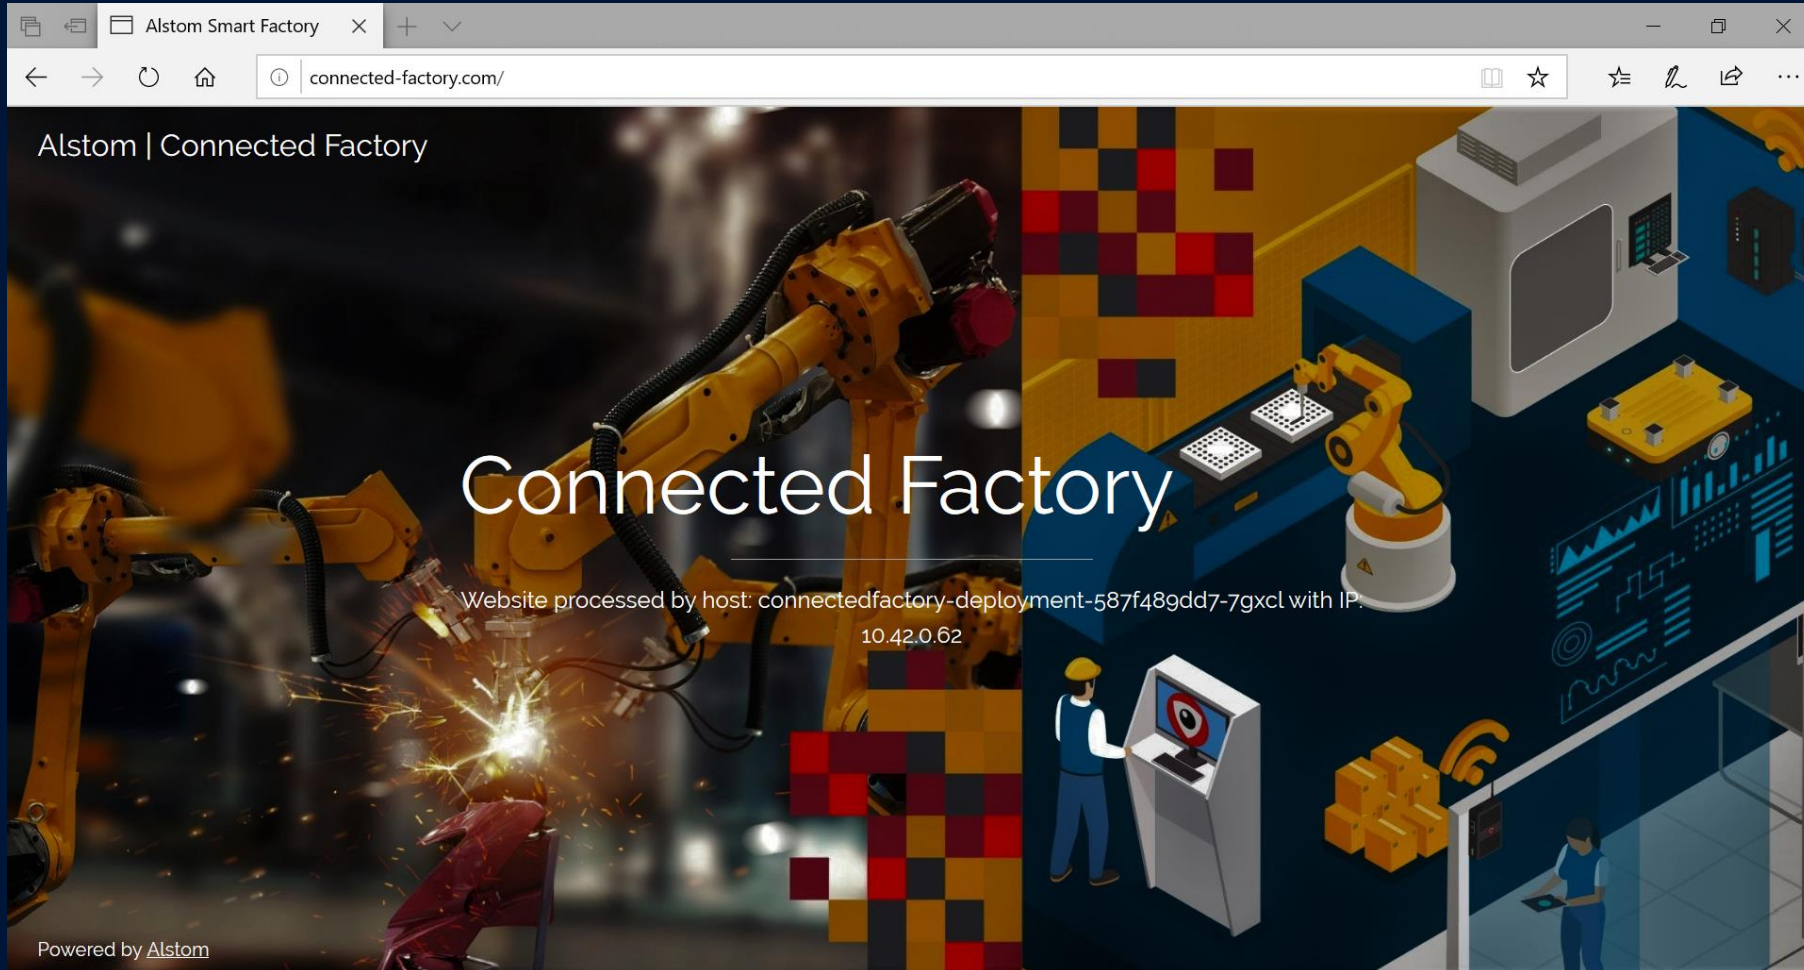 Alstom Smart Factory
connected-factory.com/
Alstom | Connected Factory
Connected Factory
Website processed by host: connectedfactory-deployment-587f489dd7-7gxcl with IP:
10.42.0.62
Powered by Alstom